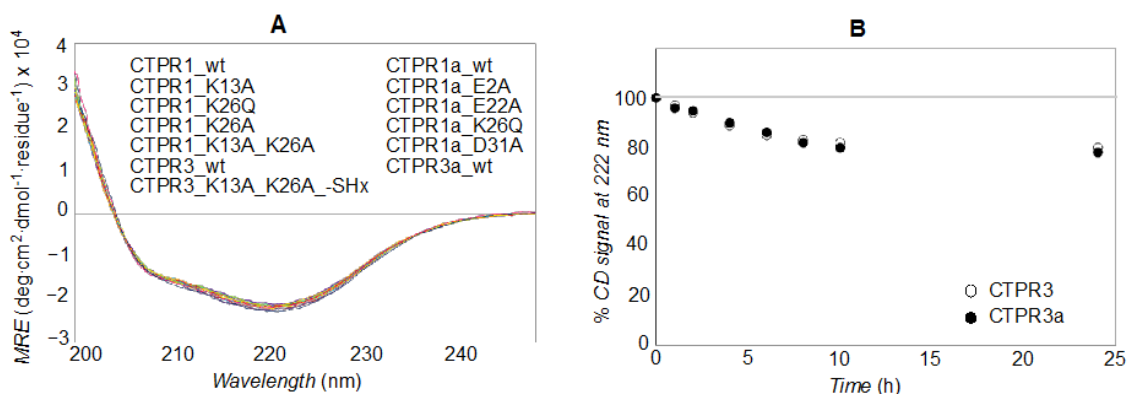 A
MRE (deg·cm²·dmol⁻¹·residue⁻¹) x 10⁴
4
3
2
1
0
−1
−2
−3
CTPR1_wt
CTPR1_K13A
CTPR1_K26Q
CTPR1_K26A
CTPR1_K13A_K26A
CTPR3_wt
CTPR3_K13A_K26A_-SHx
CTPR1a_wt
CTPR1a_E2A
CTPR1a_E22A
CTPR1a_K26Q
CTPR1a_D31A
CTPR3a_wt
200 210 220 230 240
Wavelength (nm)
B
% CD signal at 222 nm
100
80
60
40
20
0
CTPR3
CTPR3a
0 5 10 15 20 25
Time (h)